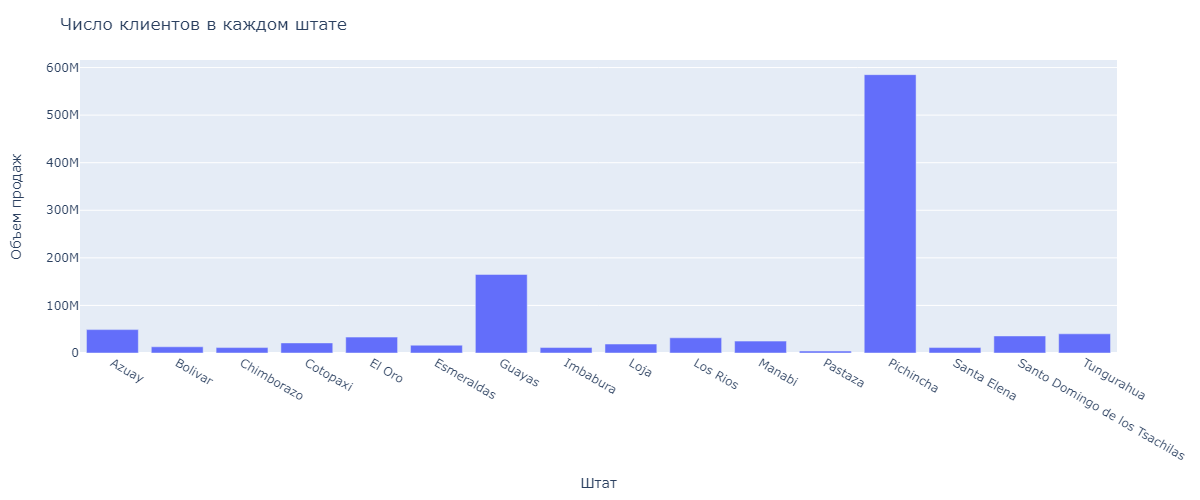 Число клиентов в каждом штате
Объем продаж
600M
500M
400M
300M
200M
100M
0
Azuay
Bolivar
Chimborazo
Cotopaxi
El Oro
Esmeraldas
Guayas
Imbabura
Loja
Los Rios
Manabi
Pastaza
Pichincha
Santa Elena
Santo Domingo de los Tsachilas
Tungurahua
Штат